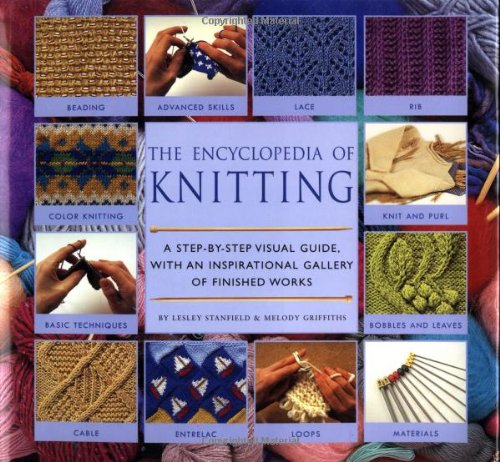 Copyrighted Material
BEADING
ADVANCED SKILLS
LACE
RIB
COLOR KNITTING
THE ENCYCLOPEDIA OF
KNITTING
KNIT AND PURL
A STEP-BY-STEP VISUAL GUIDE,
WITH AN INSPIRATIONAL GALLERY
OF FINISHED WORKS
BY LESLEY STANFIELD & MELODY GRIFFITHS
BASIC TECHNIQUES
BOBBLES AND LEAVES
CABLE
ENTRELAC
LOOPS
MATERIALS
Copyrighted Material